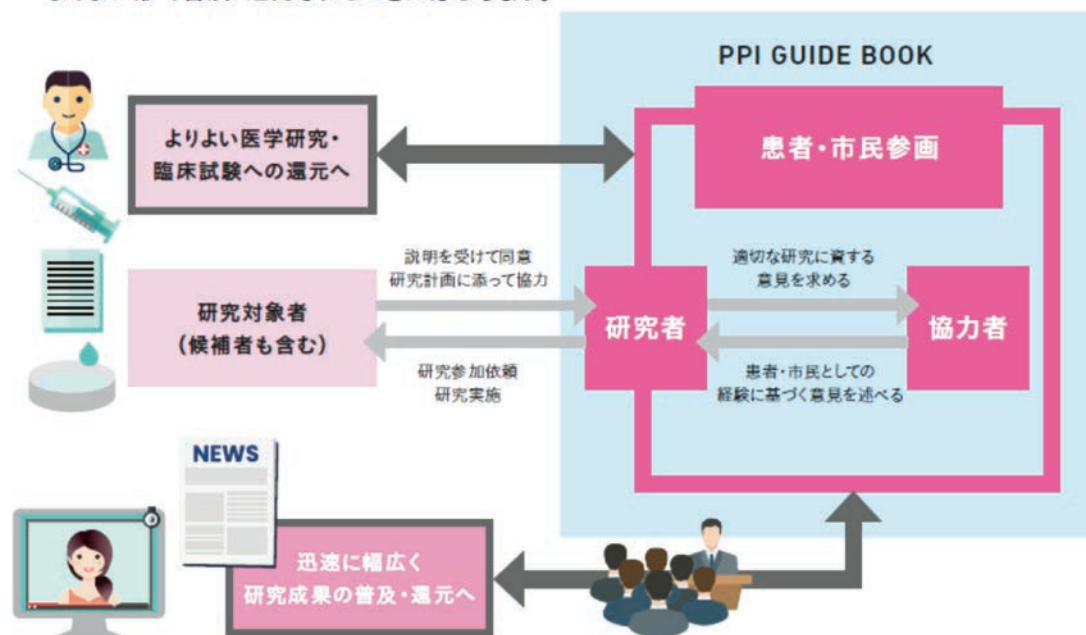 PPI GUIDE BOOK
患者・市民参画
よりよい医学研究・
臨床試験への還元へ
説明を受けて同意
研究計画に添って協力
適切な研究に資する
意見を求める
研究対象者
（候補者も含む）
研究者
協力者
研究参加依頼
研究実施
患者・市民としての
経験に基づく意見を述べる
NEWS
迅速に幅広く
研究成果の普及・還元へ